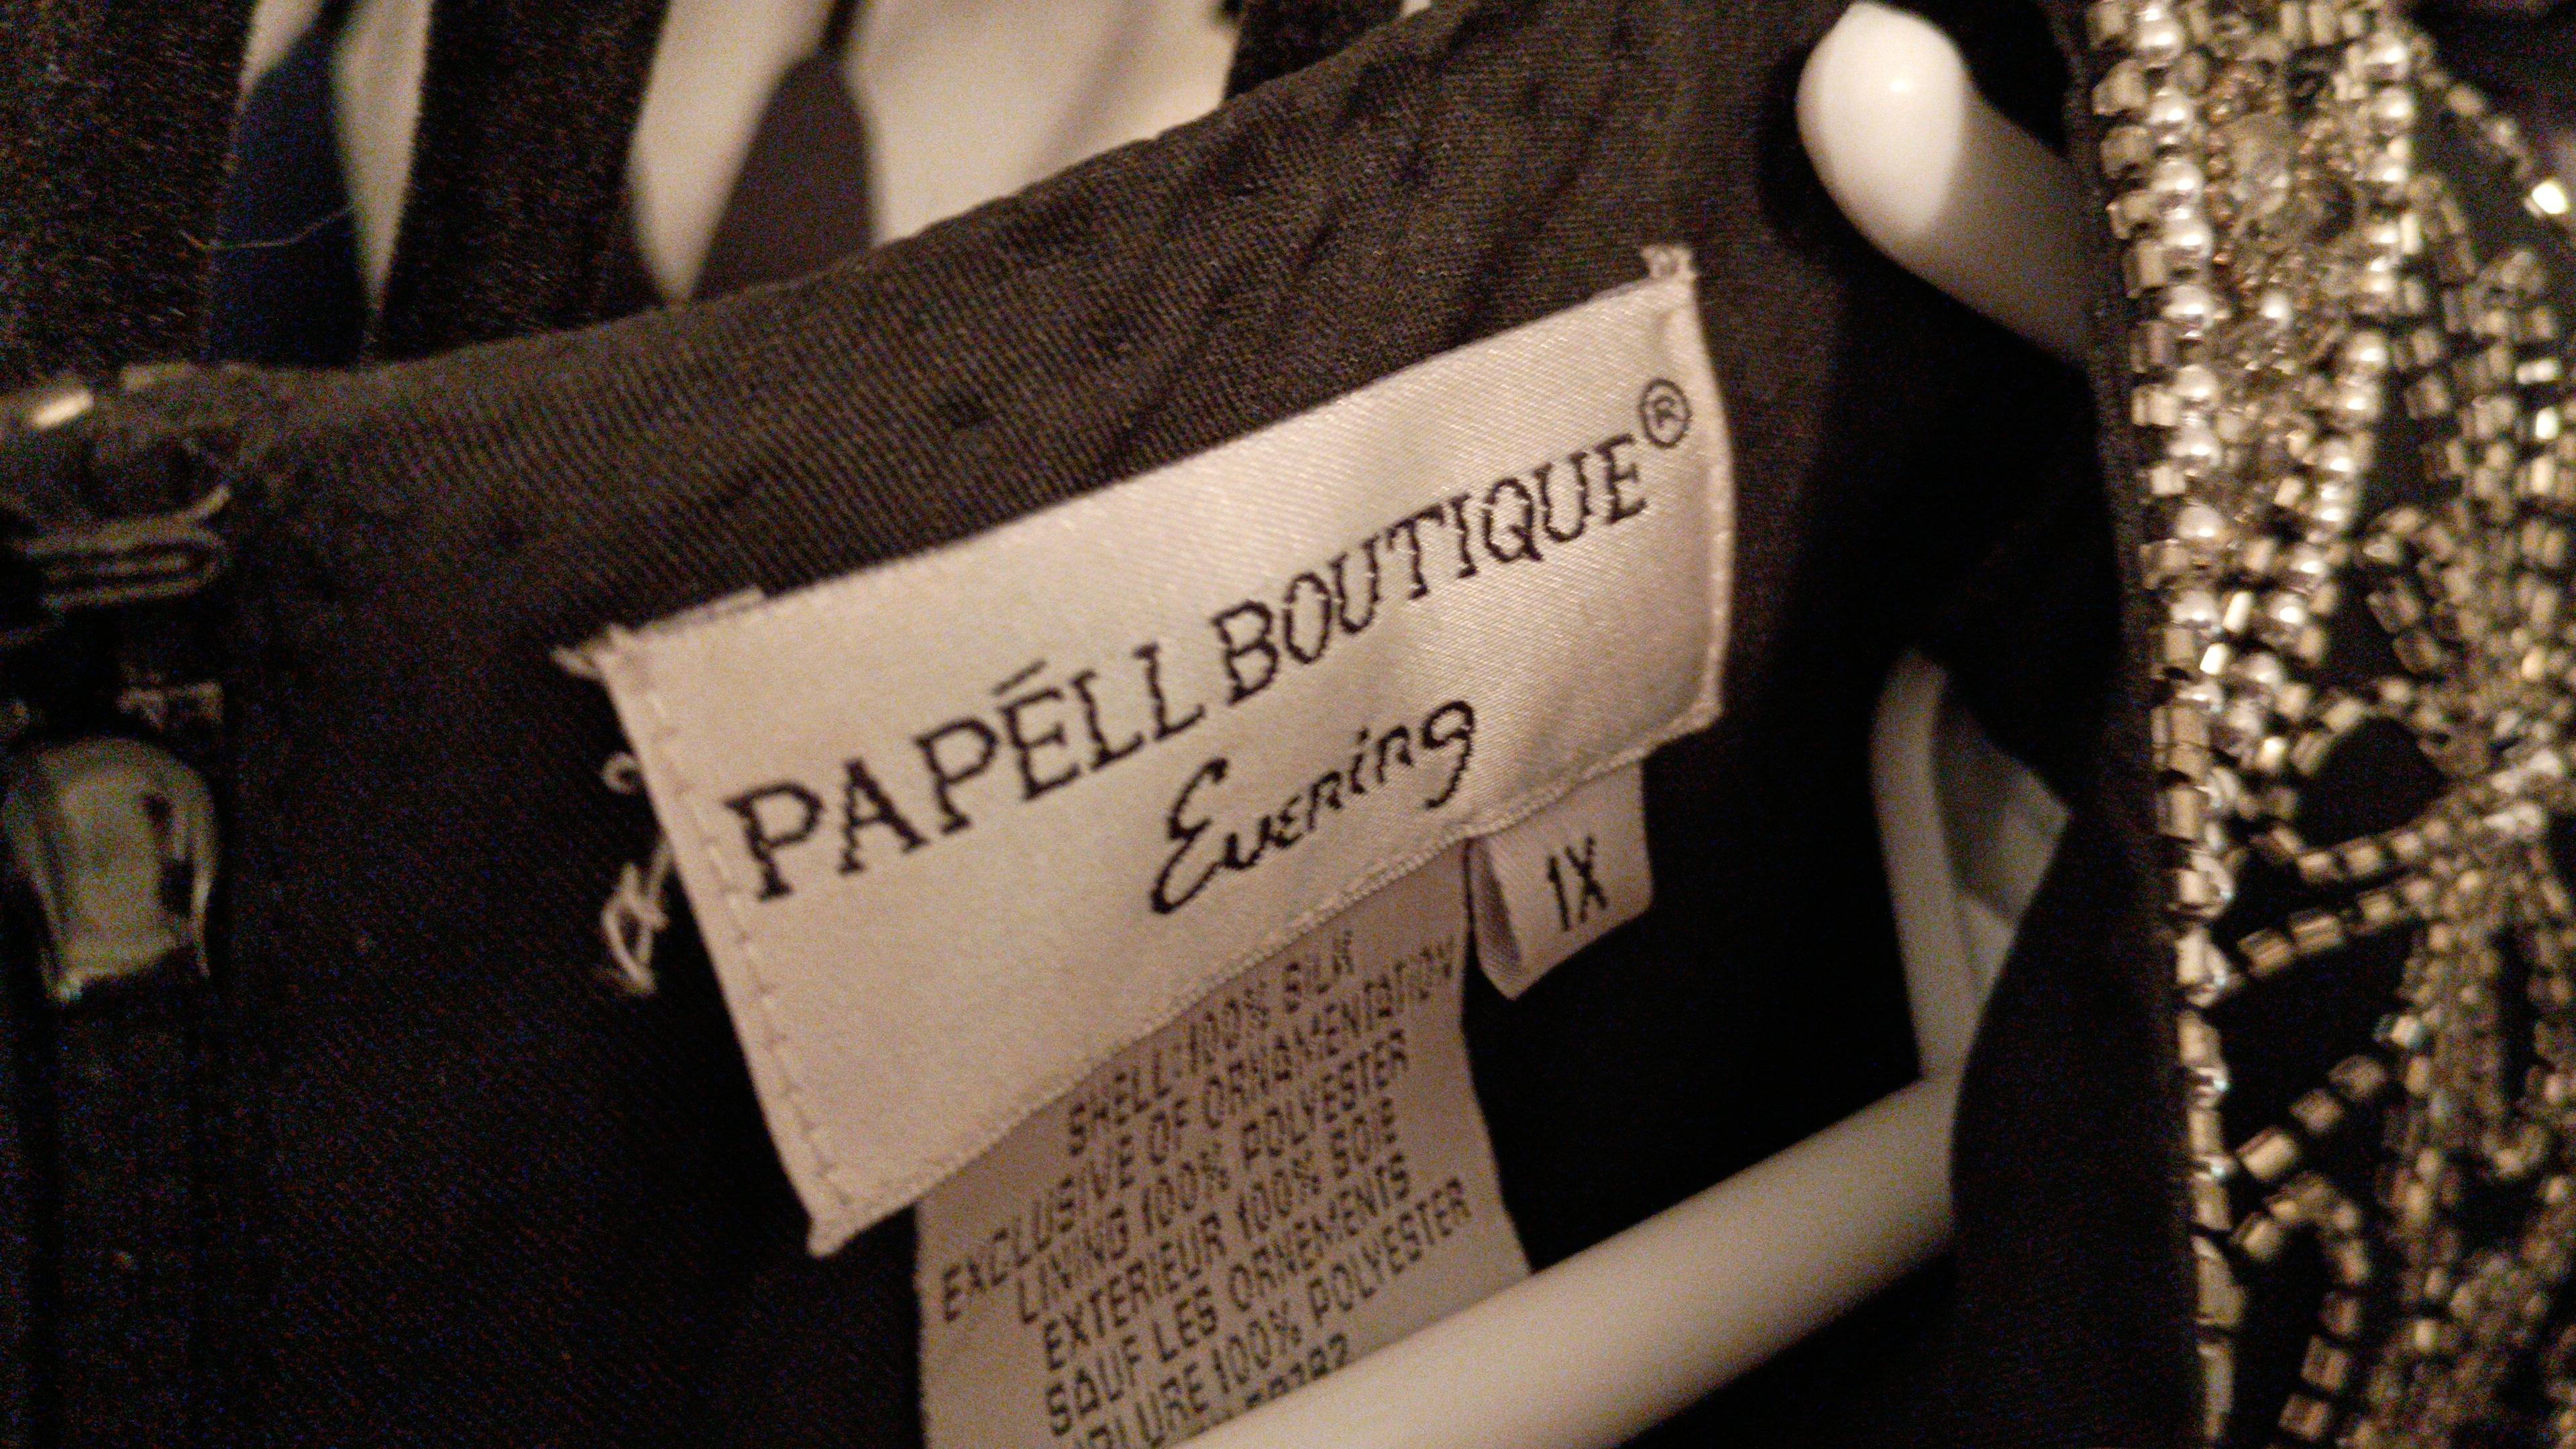 PAPÉLL BOUTIQUE®
Evening
1X
SHELL:100% SILK
EXCLUSIVE OF ORNAMENTATION
LINING 100% POLYESTER
EXTERIEUR 100% SOIE
SAUF LES ORNEMENTS
100% POLYESTER